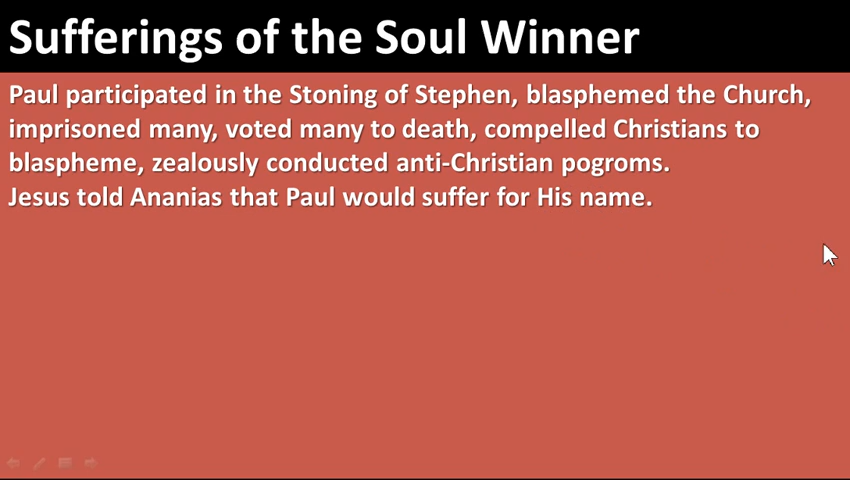 Sufferings of the Soul Winner
Paul participated in the Stoning of Stephen, blasphemed the Church,
imprisoned many, voted many to death, compelled Christians to
blaspheme, zealously conducted anti-Christian pogroms.
Jesus told Ananias that Paul would suffer for His name.